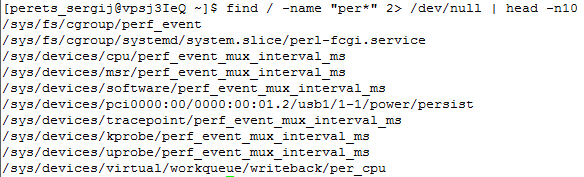 [perets_sergij@vpsj3IeQ ~]$ find / -name "per*" 2> /dev/null | head -n10
/sys/fs/cgroup/perf_event
/sys/fs/cgroup/systemd/system.slice/perl-fcgi.service
/sys/devices/cpu/perf_event_mux_interval_ms
/sys/devices/msr/perf_event_mux_interval_ms
/sys/devices/software/perf_event_mux_interval_ms
/sys/devices/pci0000:00/0000:00:01.2/usb1/1-1/power/persist
/sys/devices/tracepoint/perf_event_mux_interval_ms
/sys/devices/kprobe/perf_event_mux_interval_ms
/sys/devices/uprobe/perf_event_mux_interval_ms
/sys/devices/virtual/workqueue/writeback/per_cpu